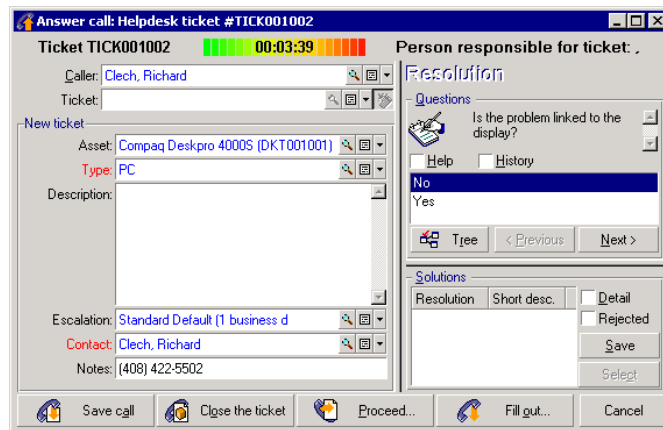 Answer call: Helpdesk ticket #TICK001002
Ticket TICK001002
00:03:39
Person responsible for ticket: ,
Caller: Clech, Richard
Ticket:
New ticket
Asset: Compaq Deskpro 4000S (DKT001001)
Type: PC
Description:
Escalation: Standard Default (1 business d
Contact: Clech, Richard
Notes: (408) 422-5502
Resolution
Questions
Is the problem linked to the
display?
Help History
No
Yes
Tree < Previous Next >
Solutions
Resolution Short desc. Detail
Rejected
Save
Select
Save call Close the ticket Proceed... Fill out... Cancel